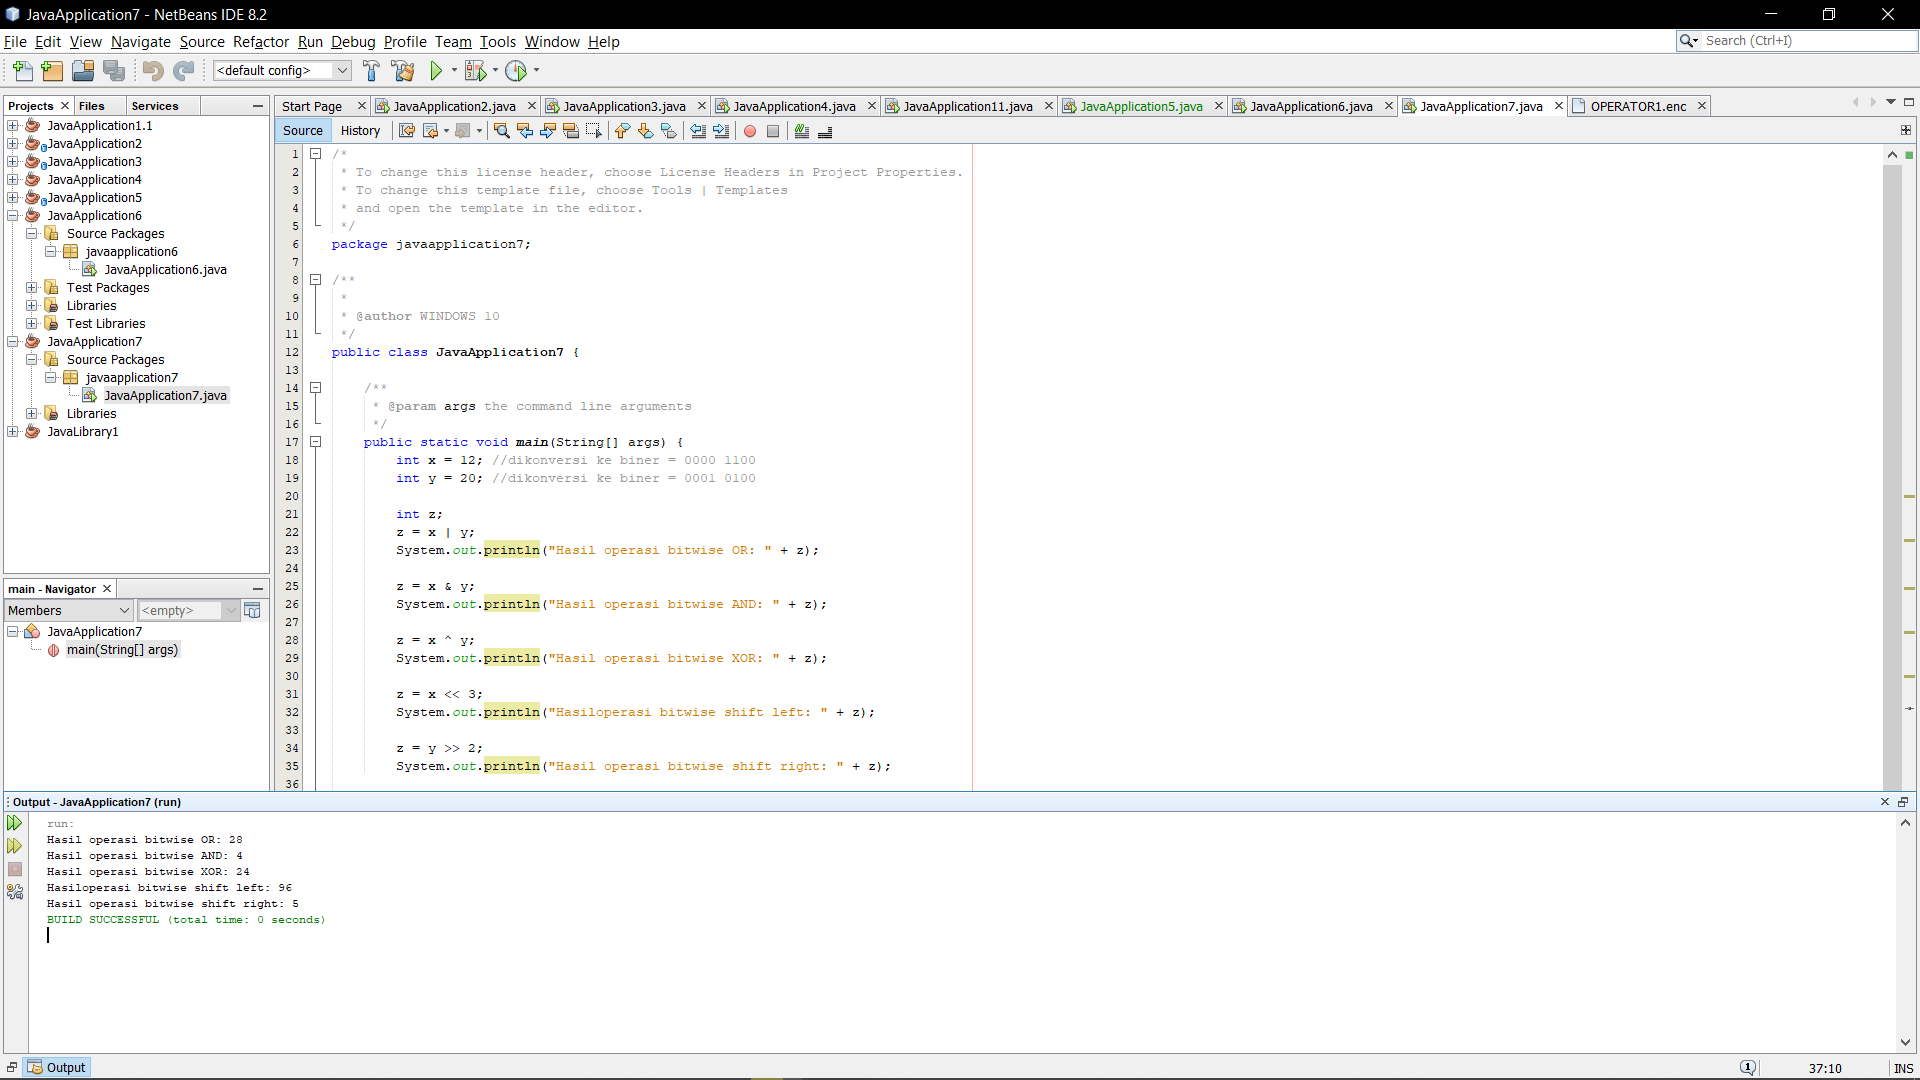 JavaApplication7 - NetBeans IDE 8.2
File Edit View Navigate Source Refactor Run Debug Profile Team Tools Window Help
Search (Ctrl+I)
<default config>
Projects Files Services
JavaApplication1.1
JavaApplication2
JavaApplication3
JavaApplication4
JavaApplication5
JavaApplication6
Source Packages
javaapplication6
JavaApplication6.java
Test Packages
Libraries
Test Libraries
JavaApplication7
Source Packages
javaapplication7
JavaApplication7.java
Libraries
JavaLibrary1
main - Navigator
Members <empty>
JavaApplication7
main(String[] args)
Start Page JavaApplication2.java JavaApplication3.java JavaApplication4.java JavaApplication11.java JavaApplication5.java JavaApplication6.java JavaApplication7.java OPERATOR1.enc
Source History
1 /*
2 * To change this license header, choose License Headers in Project Properties.
3 * To change this template file, choose Tools | Templates
4 * and open the template in the editor.
5 */
6 package javaapplication7;
7
8 /**
9 *
10 * @author WINDOWS 10
11 */
12 public class JavaApplication7 {
13
14 /**
15 * @param args the command line arguments
16 */
17 public static void main(String[] args) {
18 int x = 12; //dikonversi ke biner = 0000 1100
19 int y = 20; //dikonversi ke biner = 0001 0100
20
21 int z;
22 z = x | y;
23 System.out.println("Hasil operasi bitwise OR: " + z);
24
25 z = x & y;
26 System.out.println("Hasil operasi bitwise AND: " + z);
27
28 z = x ^ y;
29 System.out.println("Hasil operasi bitwise XOR: " + z);
30
31 z = x << 3;
32 System.out.println("Hasiloperasi bitwise shift left: " + z);
33
34 z = y >> 2;
35 System.out.println("Hasil operasi bitwise shift right: " + z);
36
Output - JavaApplication7 (run)
run:
Hasil operasi bitwise OR: 28
Hasil operasi bitwise AND: 4
Hasil operasi bitwise XOR: 24
Hasiloperasi bitwise shift left: 96
Hasil operasi bitwise shift right: 5
BUILD SUCCESSFUL (total time: 0 seconds)
Output
1
37:10 INS